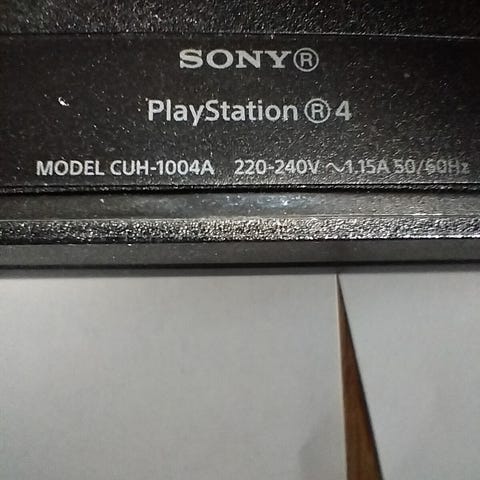 SONY®
PlayStation®4
MODEL CUH-1004A 220-240V ~1.15A 50/60Hz